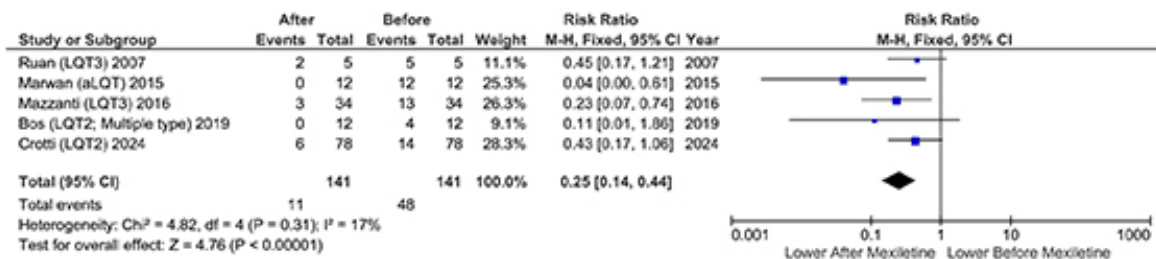 After Before Risk Ratio Risk Ratio
Study or Subgroup Events Total Events Total Weight M-H, Fixed, 95% CI Year M-H, Fixed, 95% CI
Ruan (LQT3) 2007 2 5 5 5 11.1% 0.45 [0.17, 1.21] 2007
Marwan (aLQT) 2015 0 12 12 12 25.3% 0.04 [0.00, 0.61] 2015
Mazzanti (LQT3) 2016 3 34 13 34 26.3% 0.23 [0.07, 0.74] 2016
Bos (LQT2; Multiple type) 2019 0 12 4 12 9.1% 0.11 [0.01, 1.86] 2019
Crotti (LQT2) 2024 6 78 14 78 28.3% 0.43 [0.17, 1.06] 2024
Total (95% CI) 141 141 100.0% 0.25 [0.14, 0.44]
Total events 11 48
Heterogeneity: Chi² = 4.82, df = 4 (P = 0.31); I² = 17%
Test for overall effect: Z = 4.76 (P < 0.00001)
0.001 0.1 1 10 1000
Lower After Mexiletine Lower Before Mexiletine